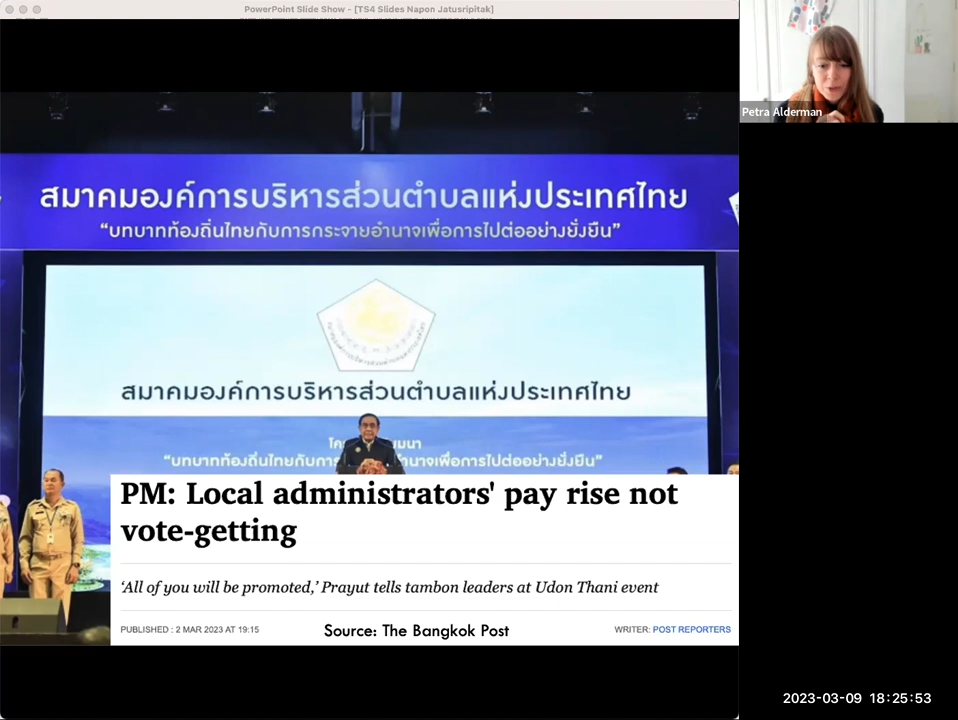 PowerPoint Slide Show - [TS4 Slides Napon Jatusripitak]
Petra Alderman
สมาคมองค์การบริหารส่วนตำบลแห่งประเทศไทย
“บทบาทท้องถิ่นไทยกับการกระจายอำนาจเพื่อการไปต่ออย่างยั่งยืน”
สมาคมองค์การบริหารส่วนตำบลแห่งประเทศไทย
“บทบาทท้องถิ่นไทยกับการ อำนาจเพื่อการไปต่ออย่างยั่งยืน”
PM: Local administrators' pay rise not
vote-getting
‘All of you will be promoted,’ Prayut tells tambon leaders at Udon Thani event
PUBLISHED : 2 MAR 2023 AT 19:15
Source: The Bangkok Post
WRITER: POST REPORTERS
2023-03-09 18:25:53